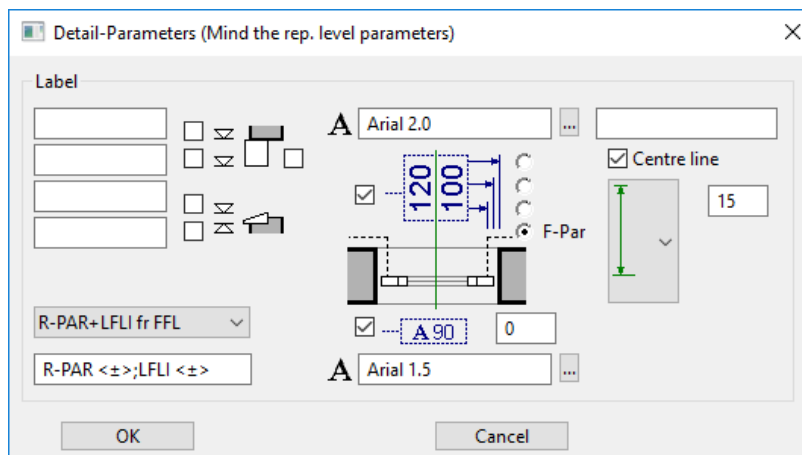 Detail-Parameters (Mind the rep. level parameters)
Label
A Arial 2.0 ...
Centre line
120
100
15
F-Par
R-PAR+LFLI fr FFL
A 90
0
R-PAR <±>;LFLI <±>
A Arial 1.5 ...
OK
Cancel